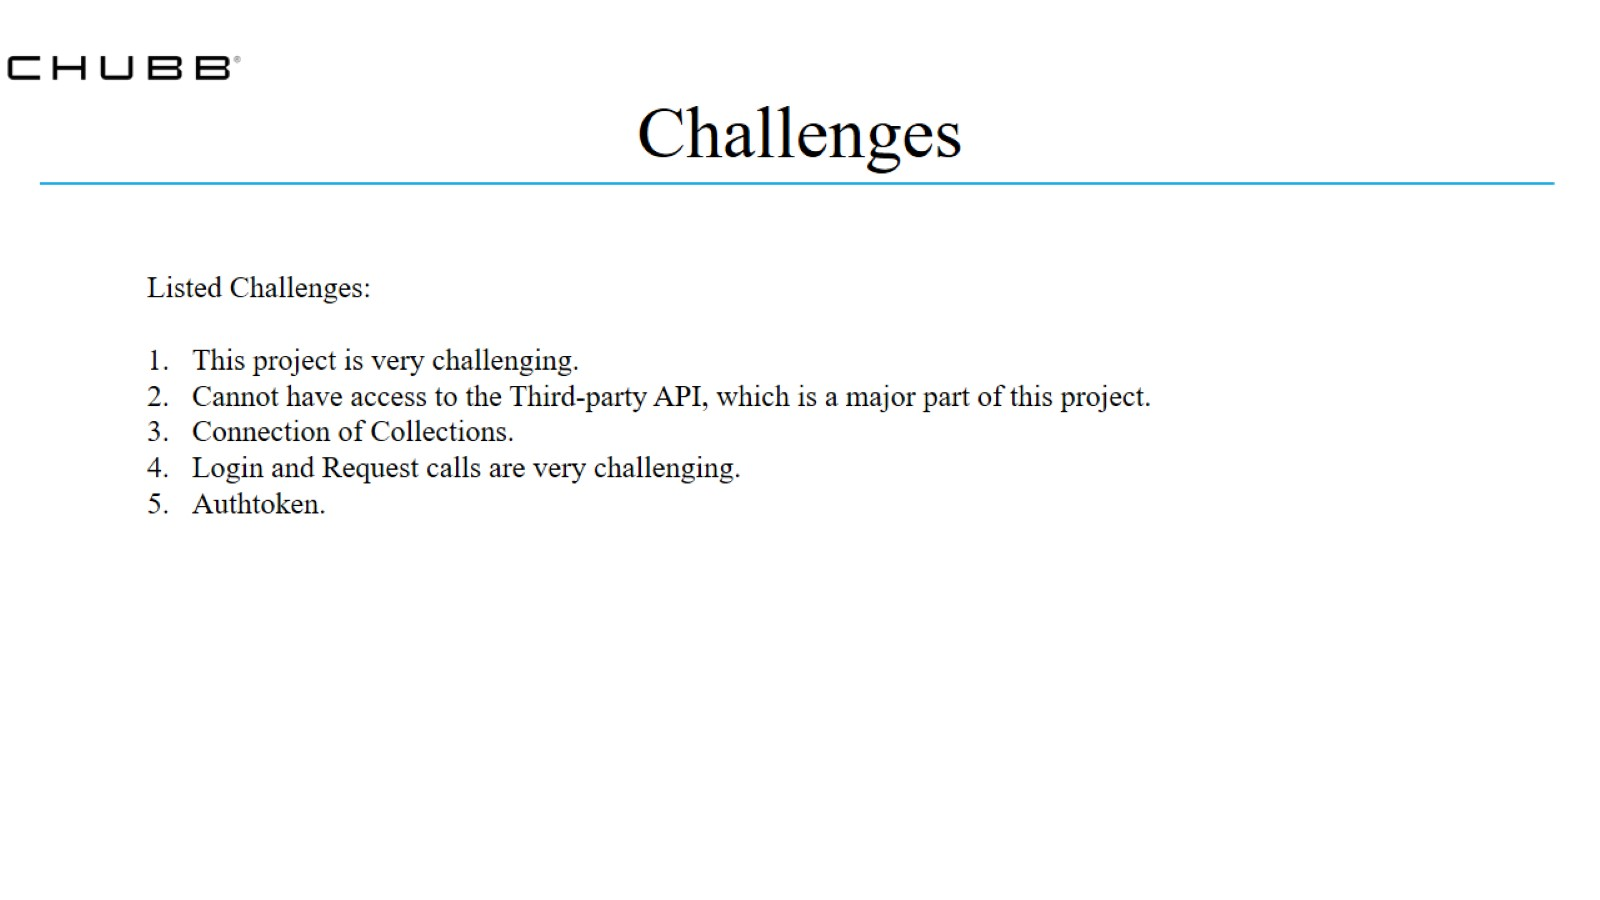 CHUBB®
Challenges
Listed Challenges:
1. This project is very challenging.
2. Cannot have access to the Third-party API, which is a major part of this project.
3. Connection of Collections.
4. Login and Request calls are very challenging.
5. Authtoken.